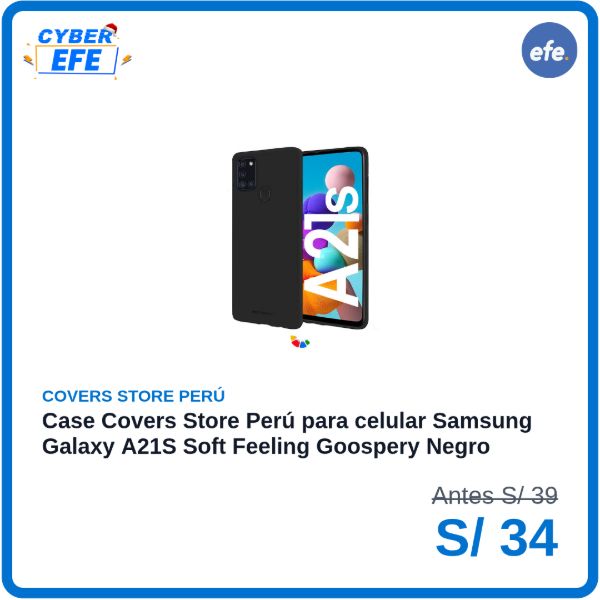 CYBER
EFE
efe.
A21s
COVERS STORE PERÚ
Case Covers Store Perú para celular Samsung
Galaxy A21S Soft Feeling Goospery Negro
Antes S/ 39
S/ 34